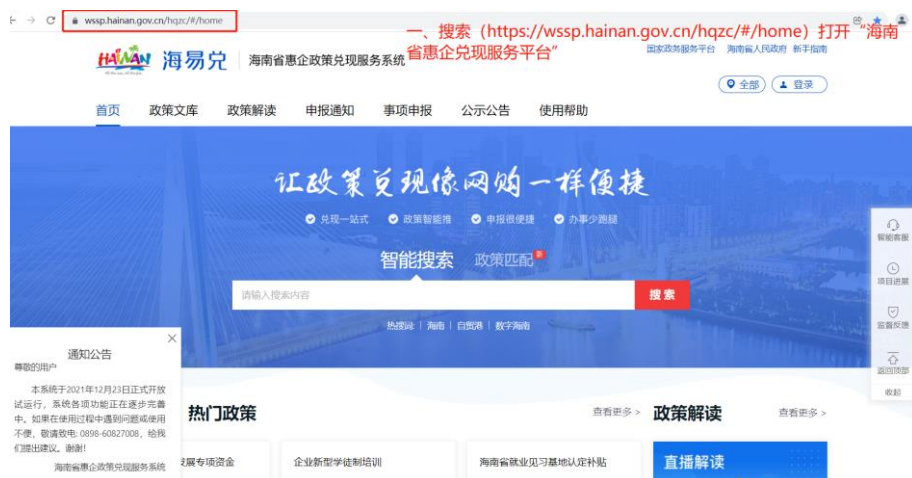 wssp.hainan.gov.cn/hqzc/#/home
一、搜索（https://wssp.hainan.gov.cn/hqzc/#/home）打开“海南
省惠企兑现服务平台”
国家政务服务平台 海南省人民政府 新手指南
HAINAN 海易兑 海南省惠企政策兑现服务系统
全部 登录
首页 政策文库 政策解读 申报通知 事项申报 公示公告 使用帮助
让政策兑现像网购一样便捷
兑现一站式 政策智能推 申报很便捷 办事少跑腿
智能搜索 政策匹配
请输入搜索内容 搜索
热搜词 | 海南 | 自贸港 | 数字海南
智能客服
项目进展
监督反馈
返回顶部
收起
通知公告
尊敬的用户
本系统于2021年12月23日正式开放
试运行，系统各项功能正在逐步完善
中。如果在使用过程中遇到问题或使用
不便，敬请致电: 0898-60827008，给我
们提出建议。谢谢！
海南省惠企政策兑现服务系统
热门政策 查看更多 >
政策解读 查看更多 >
发展专项资金 企业新型学徒制培训 海南省就业见习基地认定补贴
直播解读